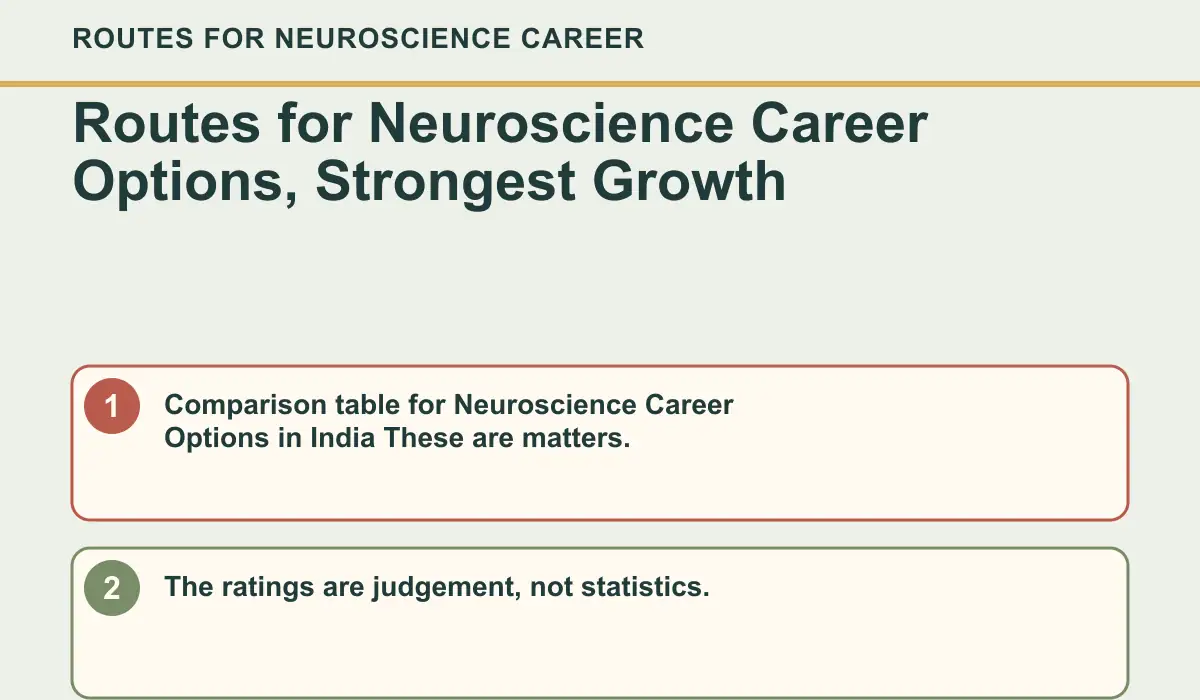 ROUTES FOR NEUROSCIENCE CAREER
Routes for Neuroscience Career
Options, Strongest Growth
1
Comparison table for Neuroscience Career
Options in India These are matters.
2
The ratings are judgement, not statistics.